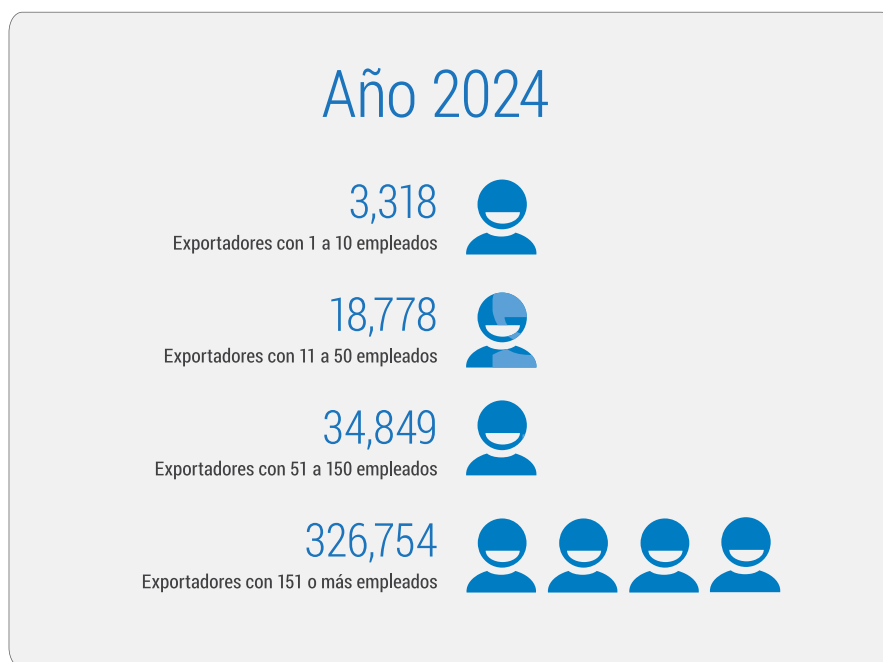 Año 2024
3,318
Exportadores con 1 a 10 empleados
18,778
Exportadores con 11 a 50 empleados
34,849
Exportadores con 51 a 150 empleados
326,754
Exportadores con 151 o más empleados